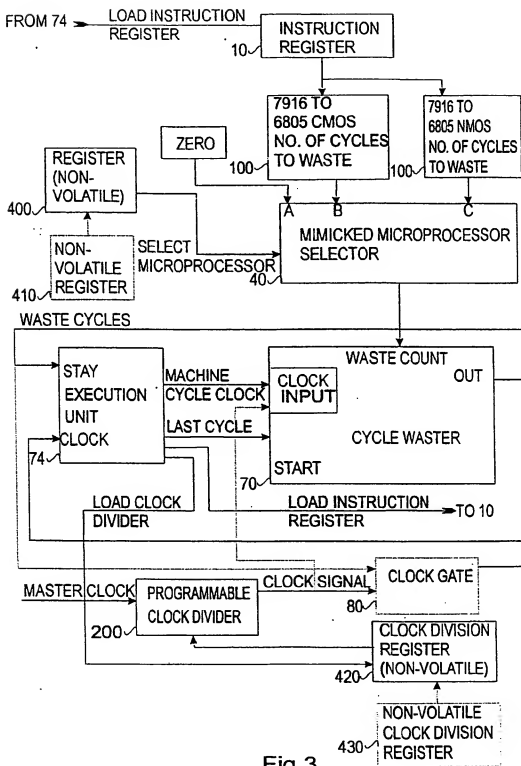 FROM 74
LOAD INSTRUCTION
REGISTER
INSTRUCTION
REGISTER
10
7916 TO
6805 CMOS
NO. OF CYCLES
TO WASTE
100
7916 TO
6805 NMOS
NO. OF CYCLES
TO WASTE
100
ZERO
REGISTER
(NON-
VOLATILE)
400
A
B
C
MIMICKED MICROPROCESSOR
SELECTOR
40
SELECT
MICROPROCESSOR
NON-
VOLATILE
REGISTER
410
WASTE CYCLES
STAY
EXECUTION
UNIT
CLOCK
74
MACHINE
CYCLE CLOCK
LAST CYCLE
WASTE COUNT
OUT
CLOCK
INPUT
CYCLE WASTER
START
70
LOAD CLOCK
DIVIDER
LOAD INSTRUCTION
REGISTER
TO 10
MASTER CLOCK
PROGRAMMABLE
CLOCK DIVIDER
200
CLOCK SIGNAL
CLOCK GATE
80
CLOCK DIVISION
REGISTER
(NON-VOLATILE)
420
NON-VOLATILE
CLOCK DIVISION
REGISTER
430
Fig 3